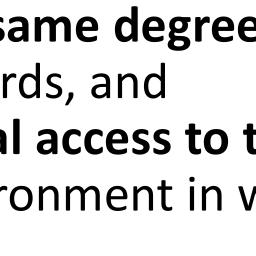 same degree
rds, and
al access to t
ronment in v